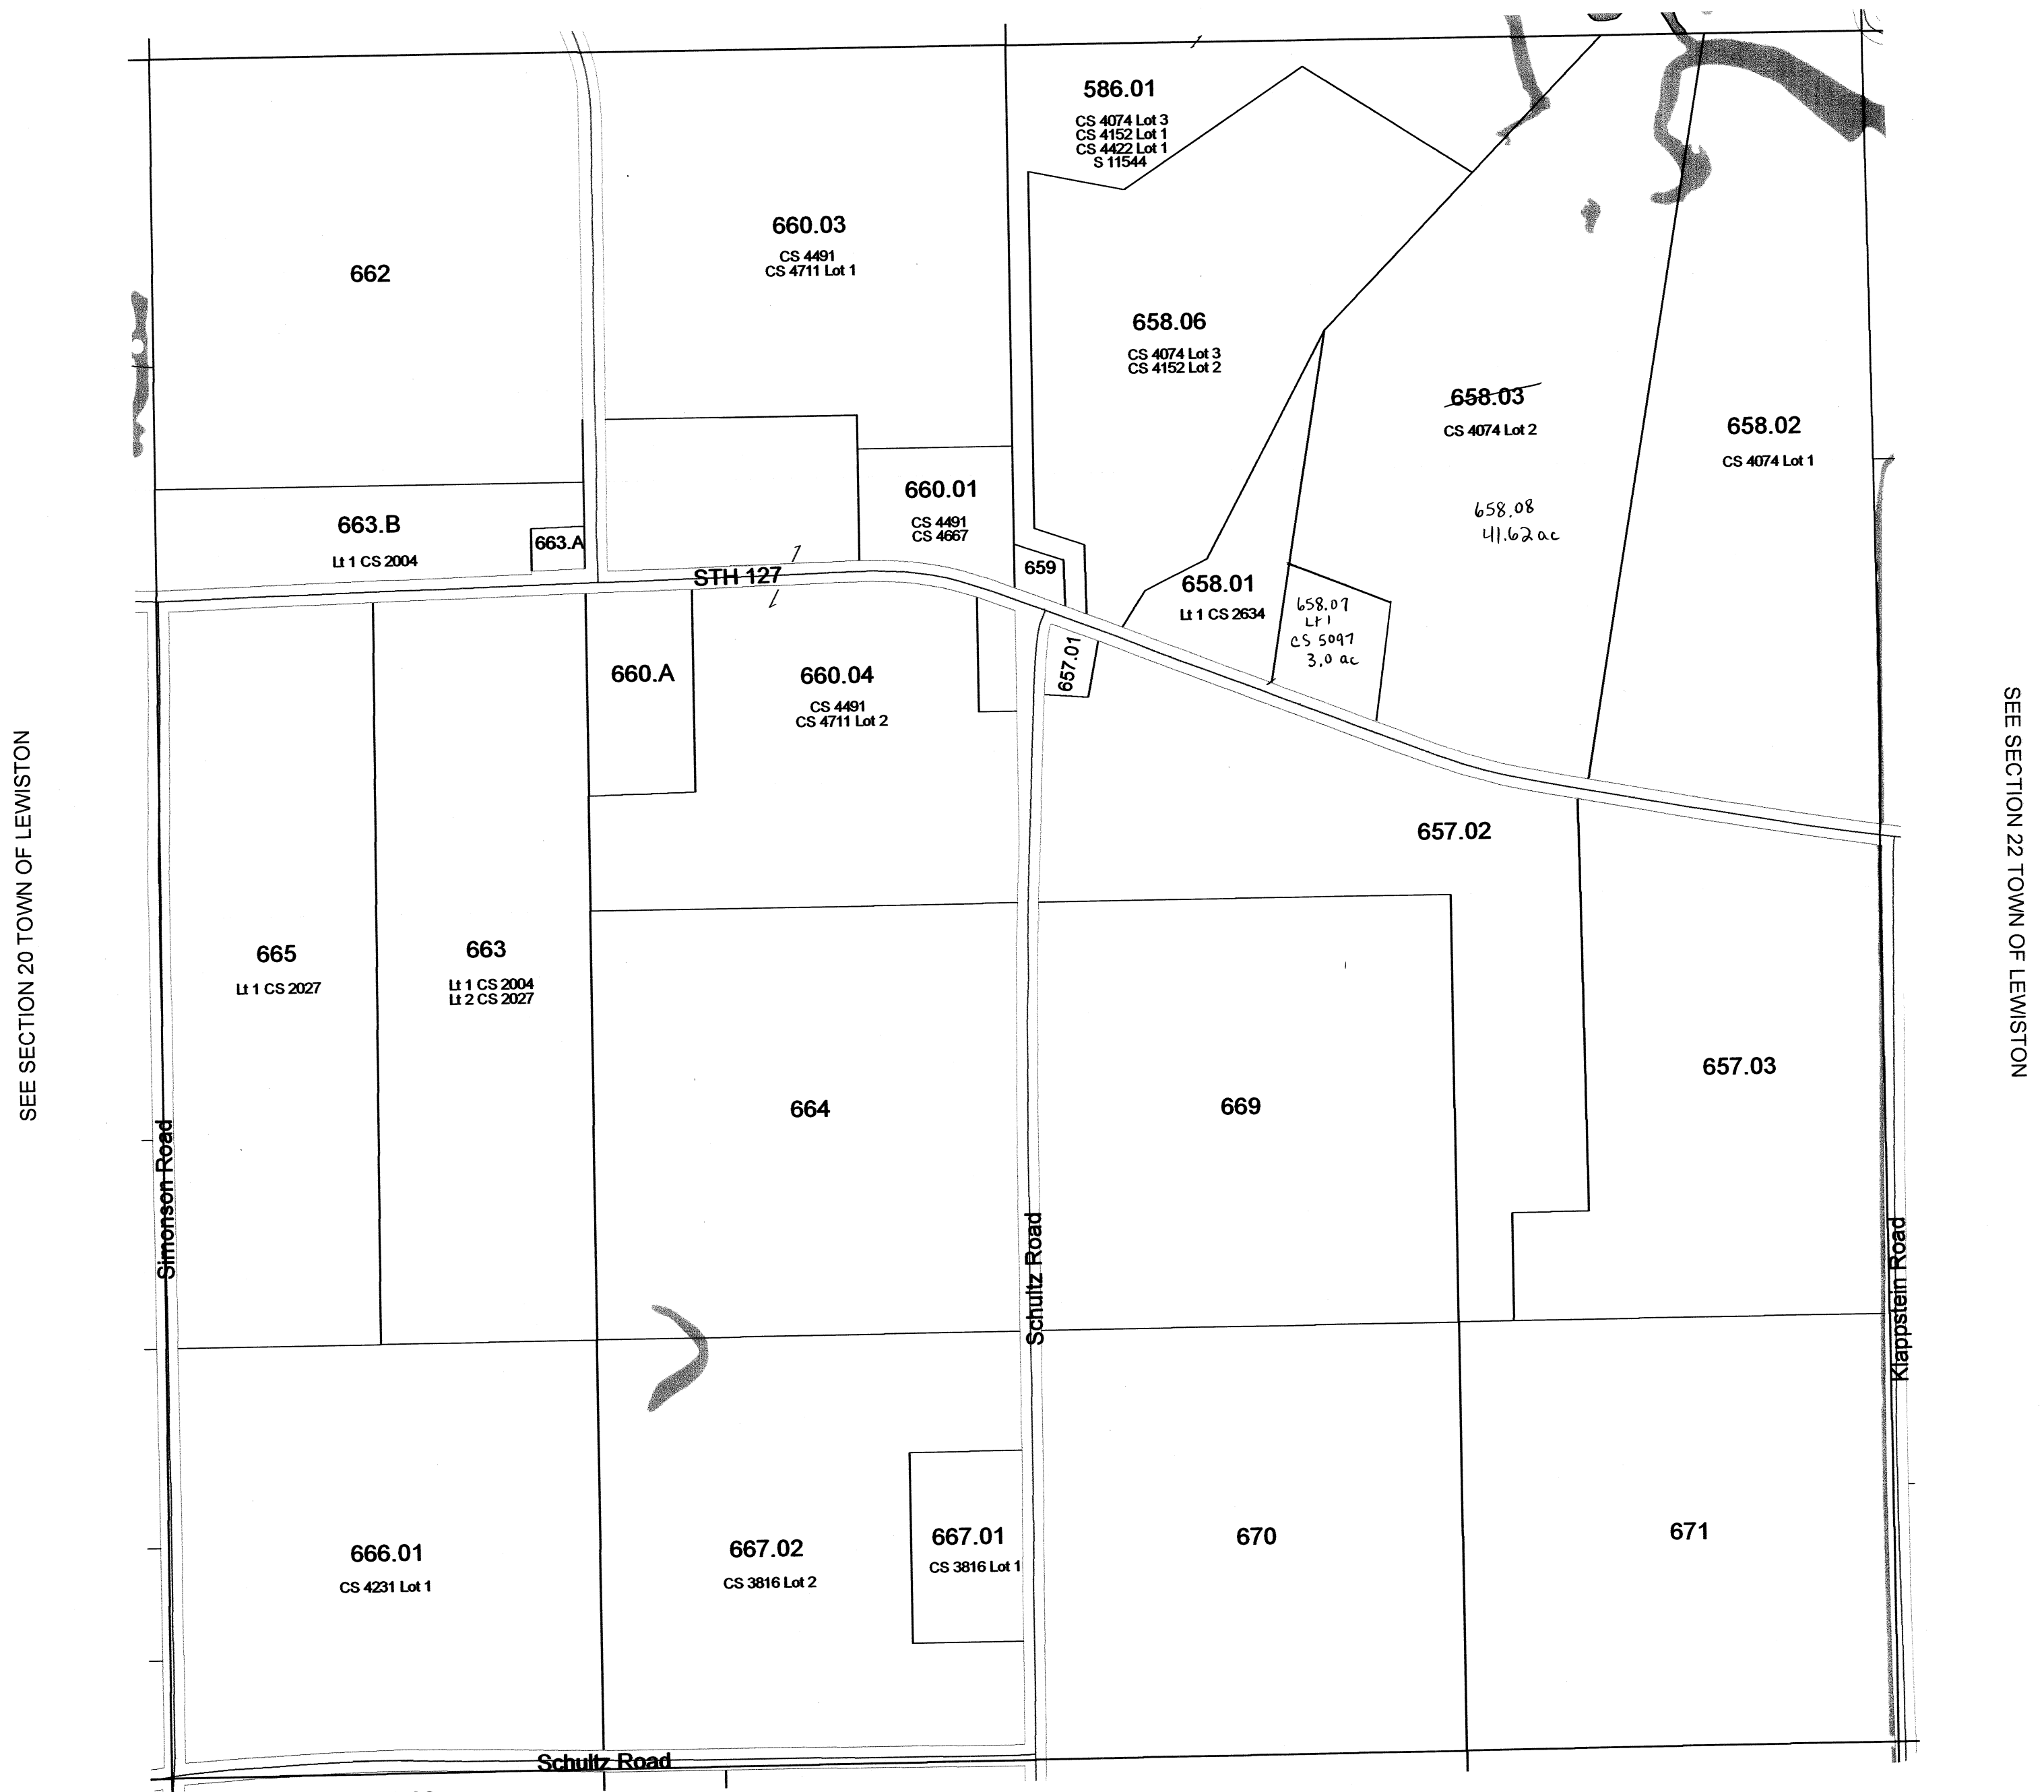 586.01
CS 4074 Lot 3
CS 4152 Lot 1
CS 4422 Lot 1
S 11544
660.03
CS 4491
CS 4711 Lot 1
662
658.06
CS 4074 Lot 3
CS 4152 Lot 2
658.03
CS 4074 Lot 2
658.02
CS 4074 Lot 1
658.08
41.62 ac
660.01
CS 4491
CS 4667
663.B
Lt 1 CS 2004
663.A
STH 127
659
658.01
Lt 1 CS 2634
658.07
Lt 1
CS 5097
3.0 ac
657.01
660.A
660.04
CS 4491
CS 4711 Lot 2
657.02
SEE SECTION 20 TOWN OF LEWISTON
SEE SECTION 22 TOWN OF LEWISTON
665
Lt 1 CS 2027
663
Lt 1 CS 2004
Lt 2 CS 2027
657.03
664
669
Simonson Road
Schultz Road
Klappstein Road
666.01
CS 4231 Lot 1
667.02
CS 3816 Lot 2
667.01
CS 3816 Lot 1
670
671
Schultz Road